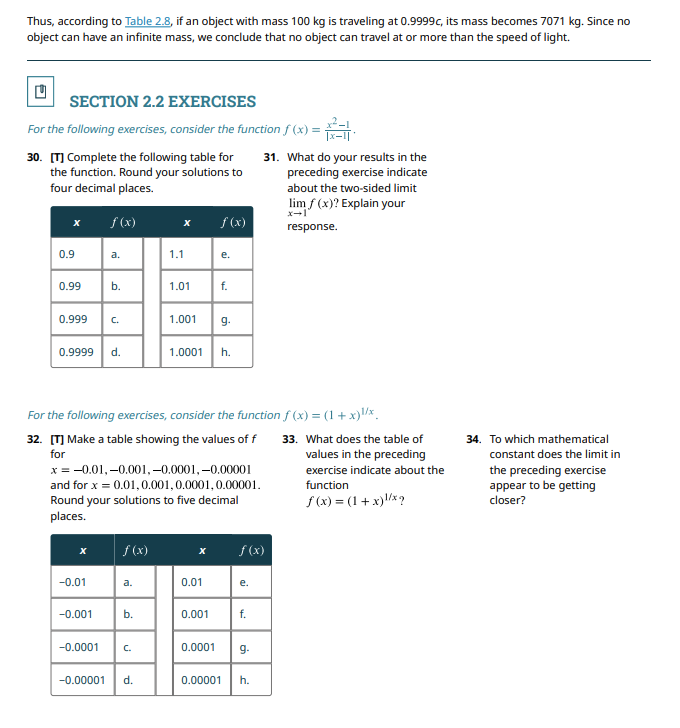 Thus, according to Table 2.8, if an object with mass 100 kg is traveling at 0.9999c, its mass becomes 7071 kg. Since no
object can have an infinite mass, we conclude that no object can travel at or more than the speed of light.
SECTION 2.2 EXERCISES
For the following exercises, consider the function f (x) = x²−1/|x−1|.
30. [T] Complete the following table for
the function. Round your solutions to
four decimal places.
x f (x) x f (x)
0.9 a. 1.1 e.
0.99 b. 1.01 f.
0.999 c. 1.001 g.
0.9999 d. 1.0001 h.
31. What do your results in the
preceding exercise indicate
about the two-sided limit
lim f (x)? Explain your
x→1
response.
For the following exercises, consider the function f (x) = (1 + x)^1/x.
32. [T] Make a table showing the values of f
for
x = −0.01, −0.001, −0.0001, −0.00001
and for x = 0.01, 0.001, 0.0001, 0.00001.
Round your solutions to five decimal
places.
x f (x) x f (x)
−0.01 a. 0.01 e.
−0.001 b. 0.001 f.
−0.0001 c. 0.0001 g.
−0.00001 d. 0.00001 h.
33. What does the table of
values in the preceding
exercise indicate about the
function
f (x) = (1 + x)^1/x?
34. To which mathematical
constant does the limit in
the preceding exercise
appear to be getting
closer?